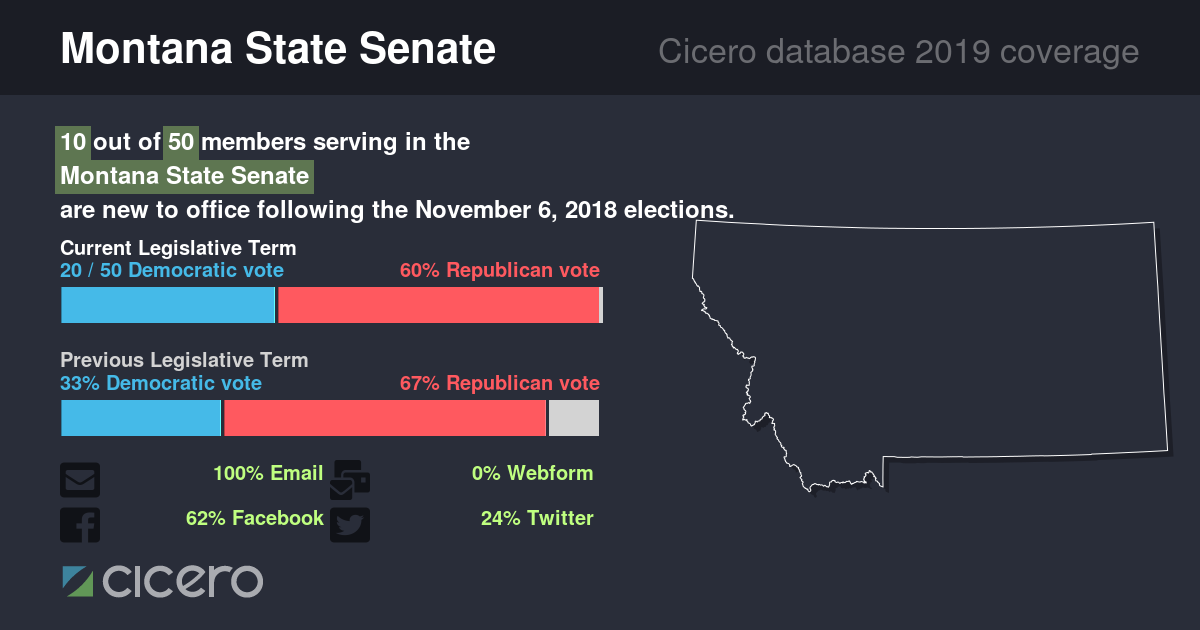 Montana State Senate
Cicero database 2019 coverage
10 out of 50 members serving in the
Montana State Senate
are new to office following the November 6, 2018 elections.
Current Legislative Term
20 / 50 Democratic vote
60% Republican vote
Previous Legislative Term
33% Democratic vote
67% Republican vote
100% Email
0% Webform
62% Facebook
24% Twitter
cicero